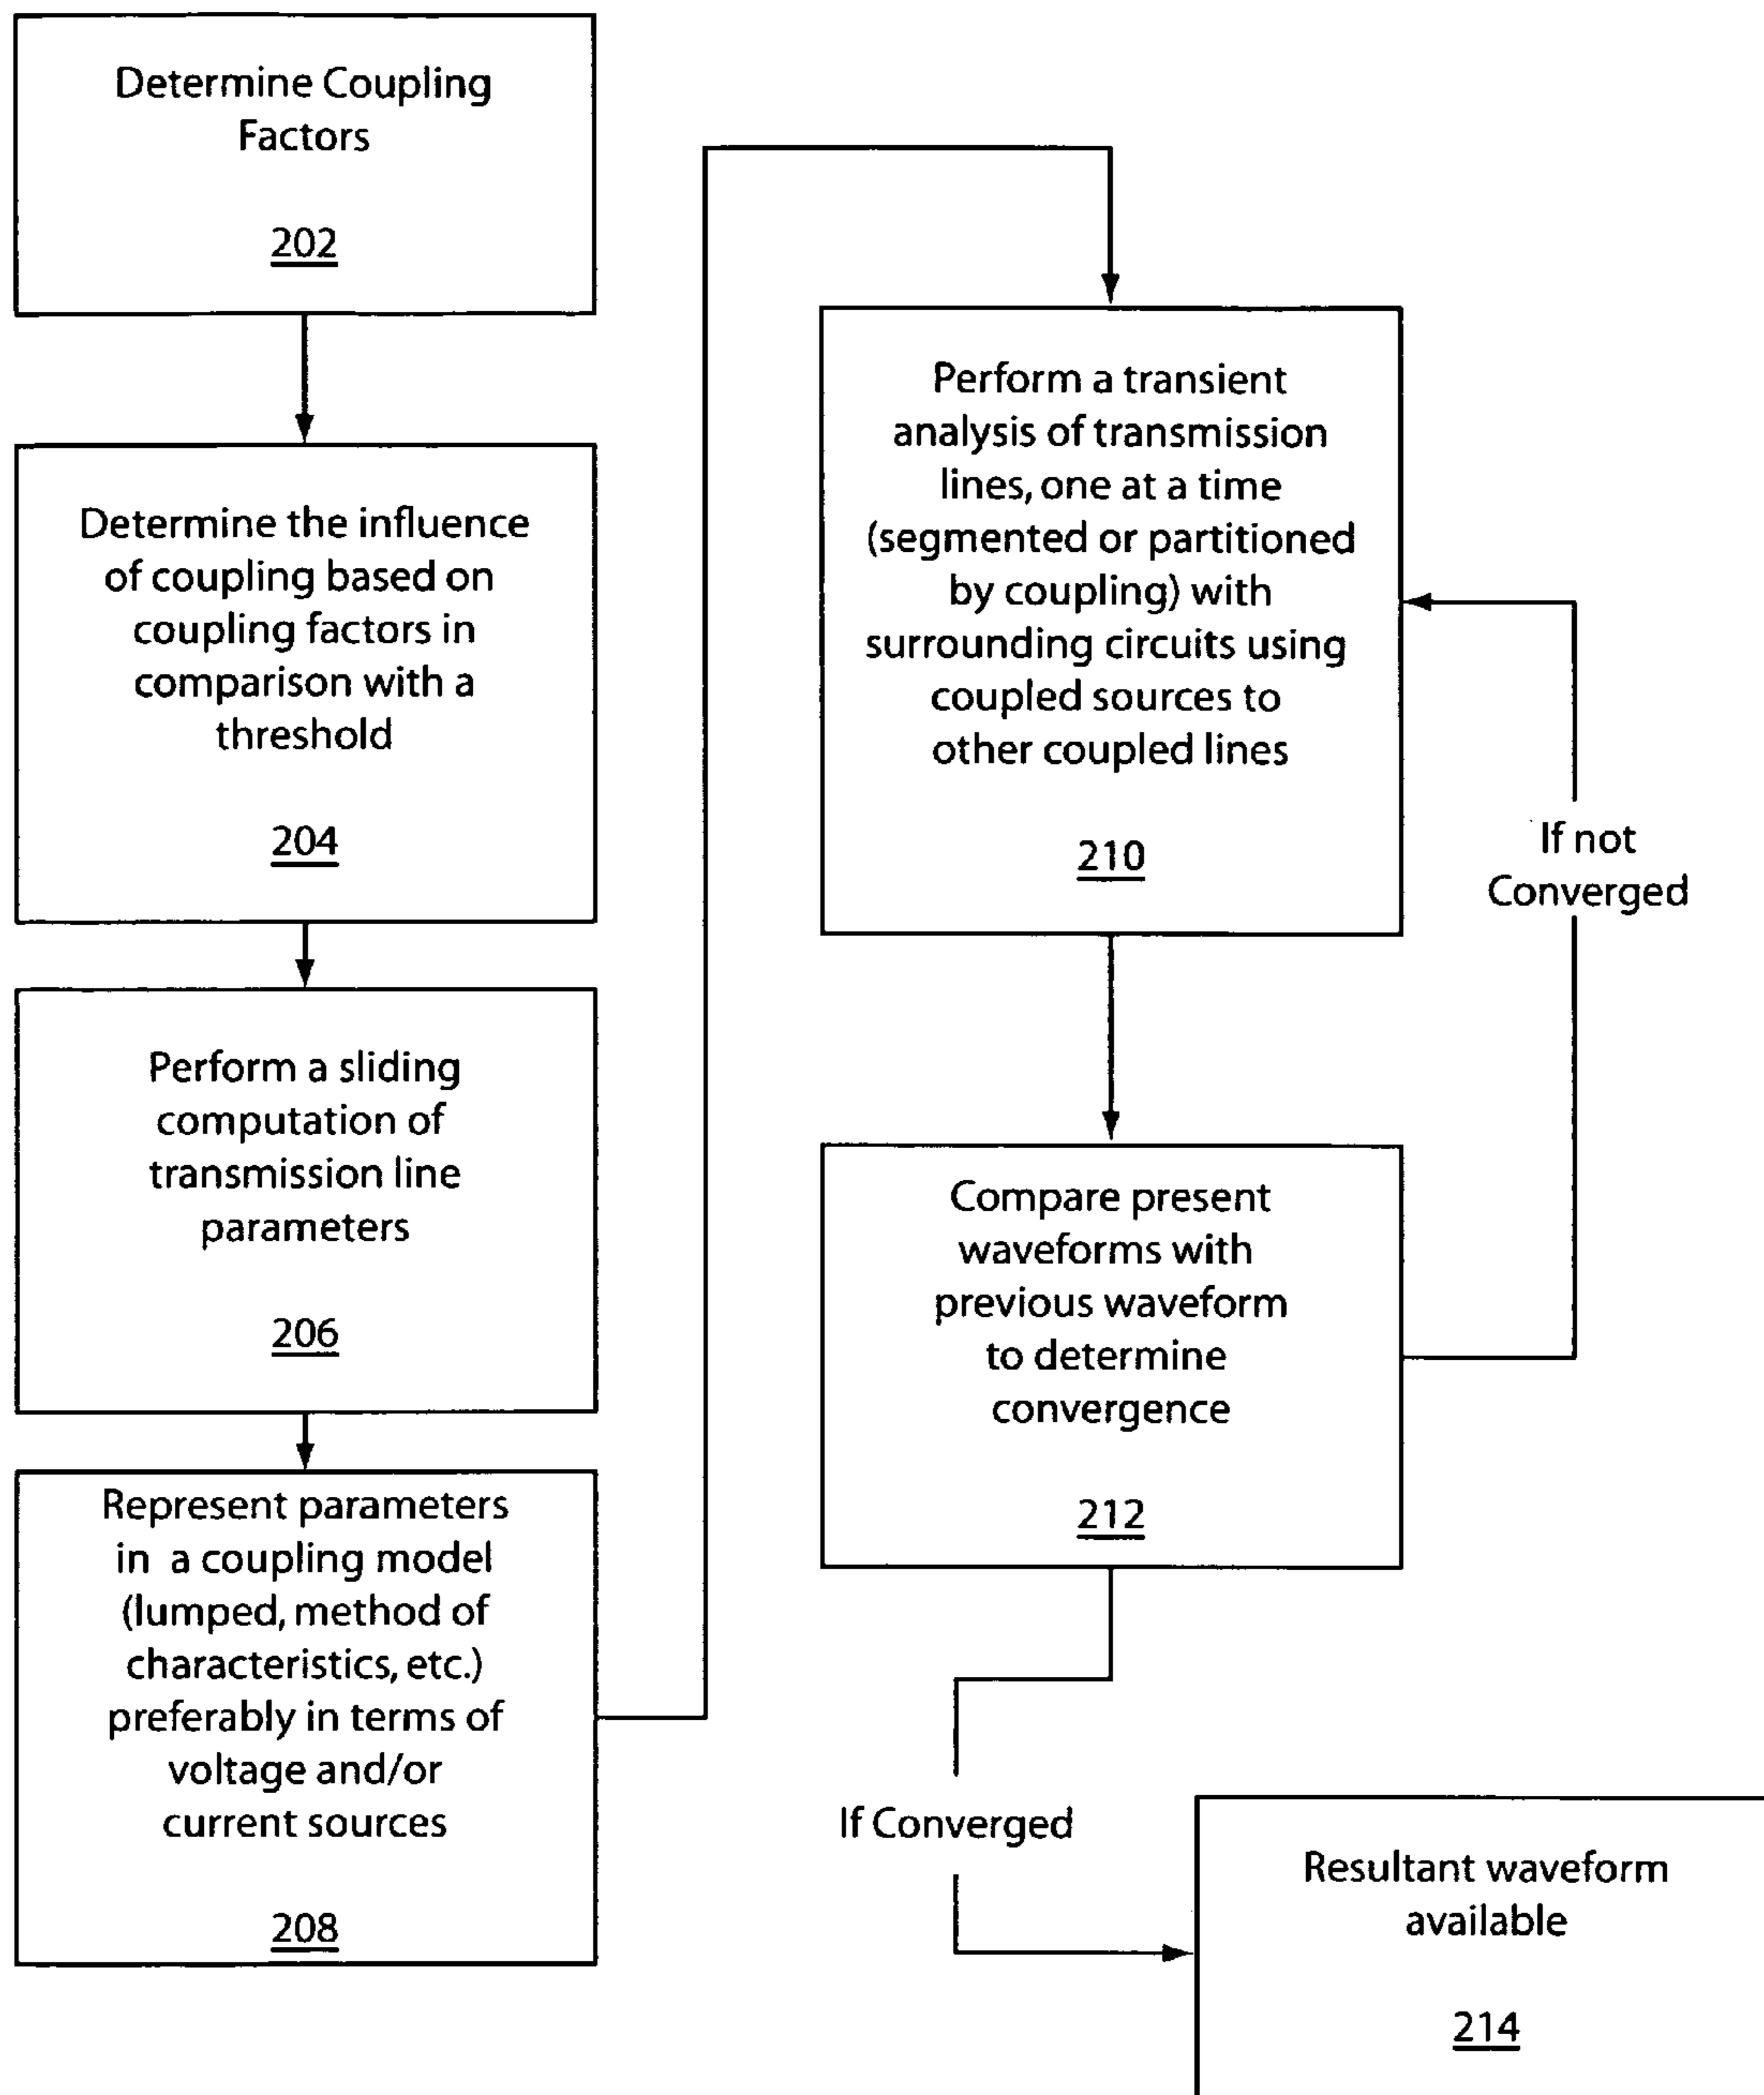 Determine Coupling
Factors
202
Determine the influence
of coupling based on
coupling factors in
comparison with a
threshold
204
Perform a sliding
computation of
transmission line
parameters
206
Represent parameters
in a coupling model
(lumped, method of
characteristics, etc.)
preferably in terms of
voltage and/or
current sources
208
Perform a transient
analysis of transmission
lines, one at a time
(segmented or partitioned
by coupling) with
surrounding circuits using
coupled sources to
other coupled lines
210
If not
Converged
Compare present
waveforms with
previous waveform
to determine
convergence
212
If Converged
Resultant waveform
available
214